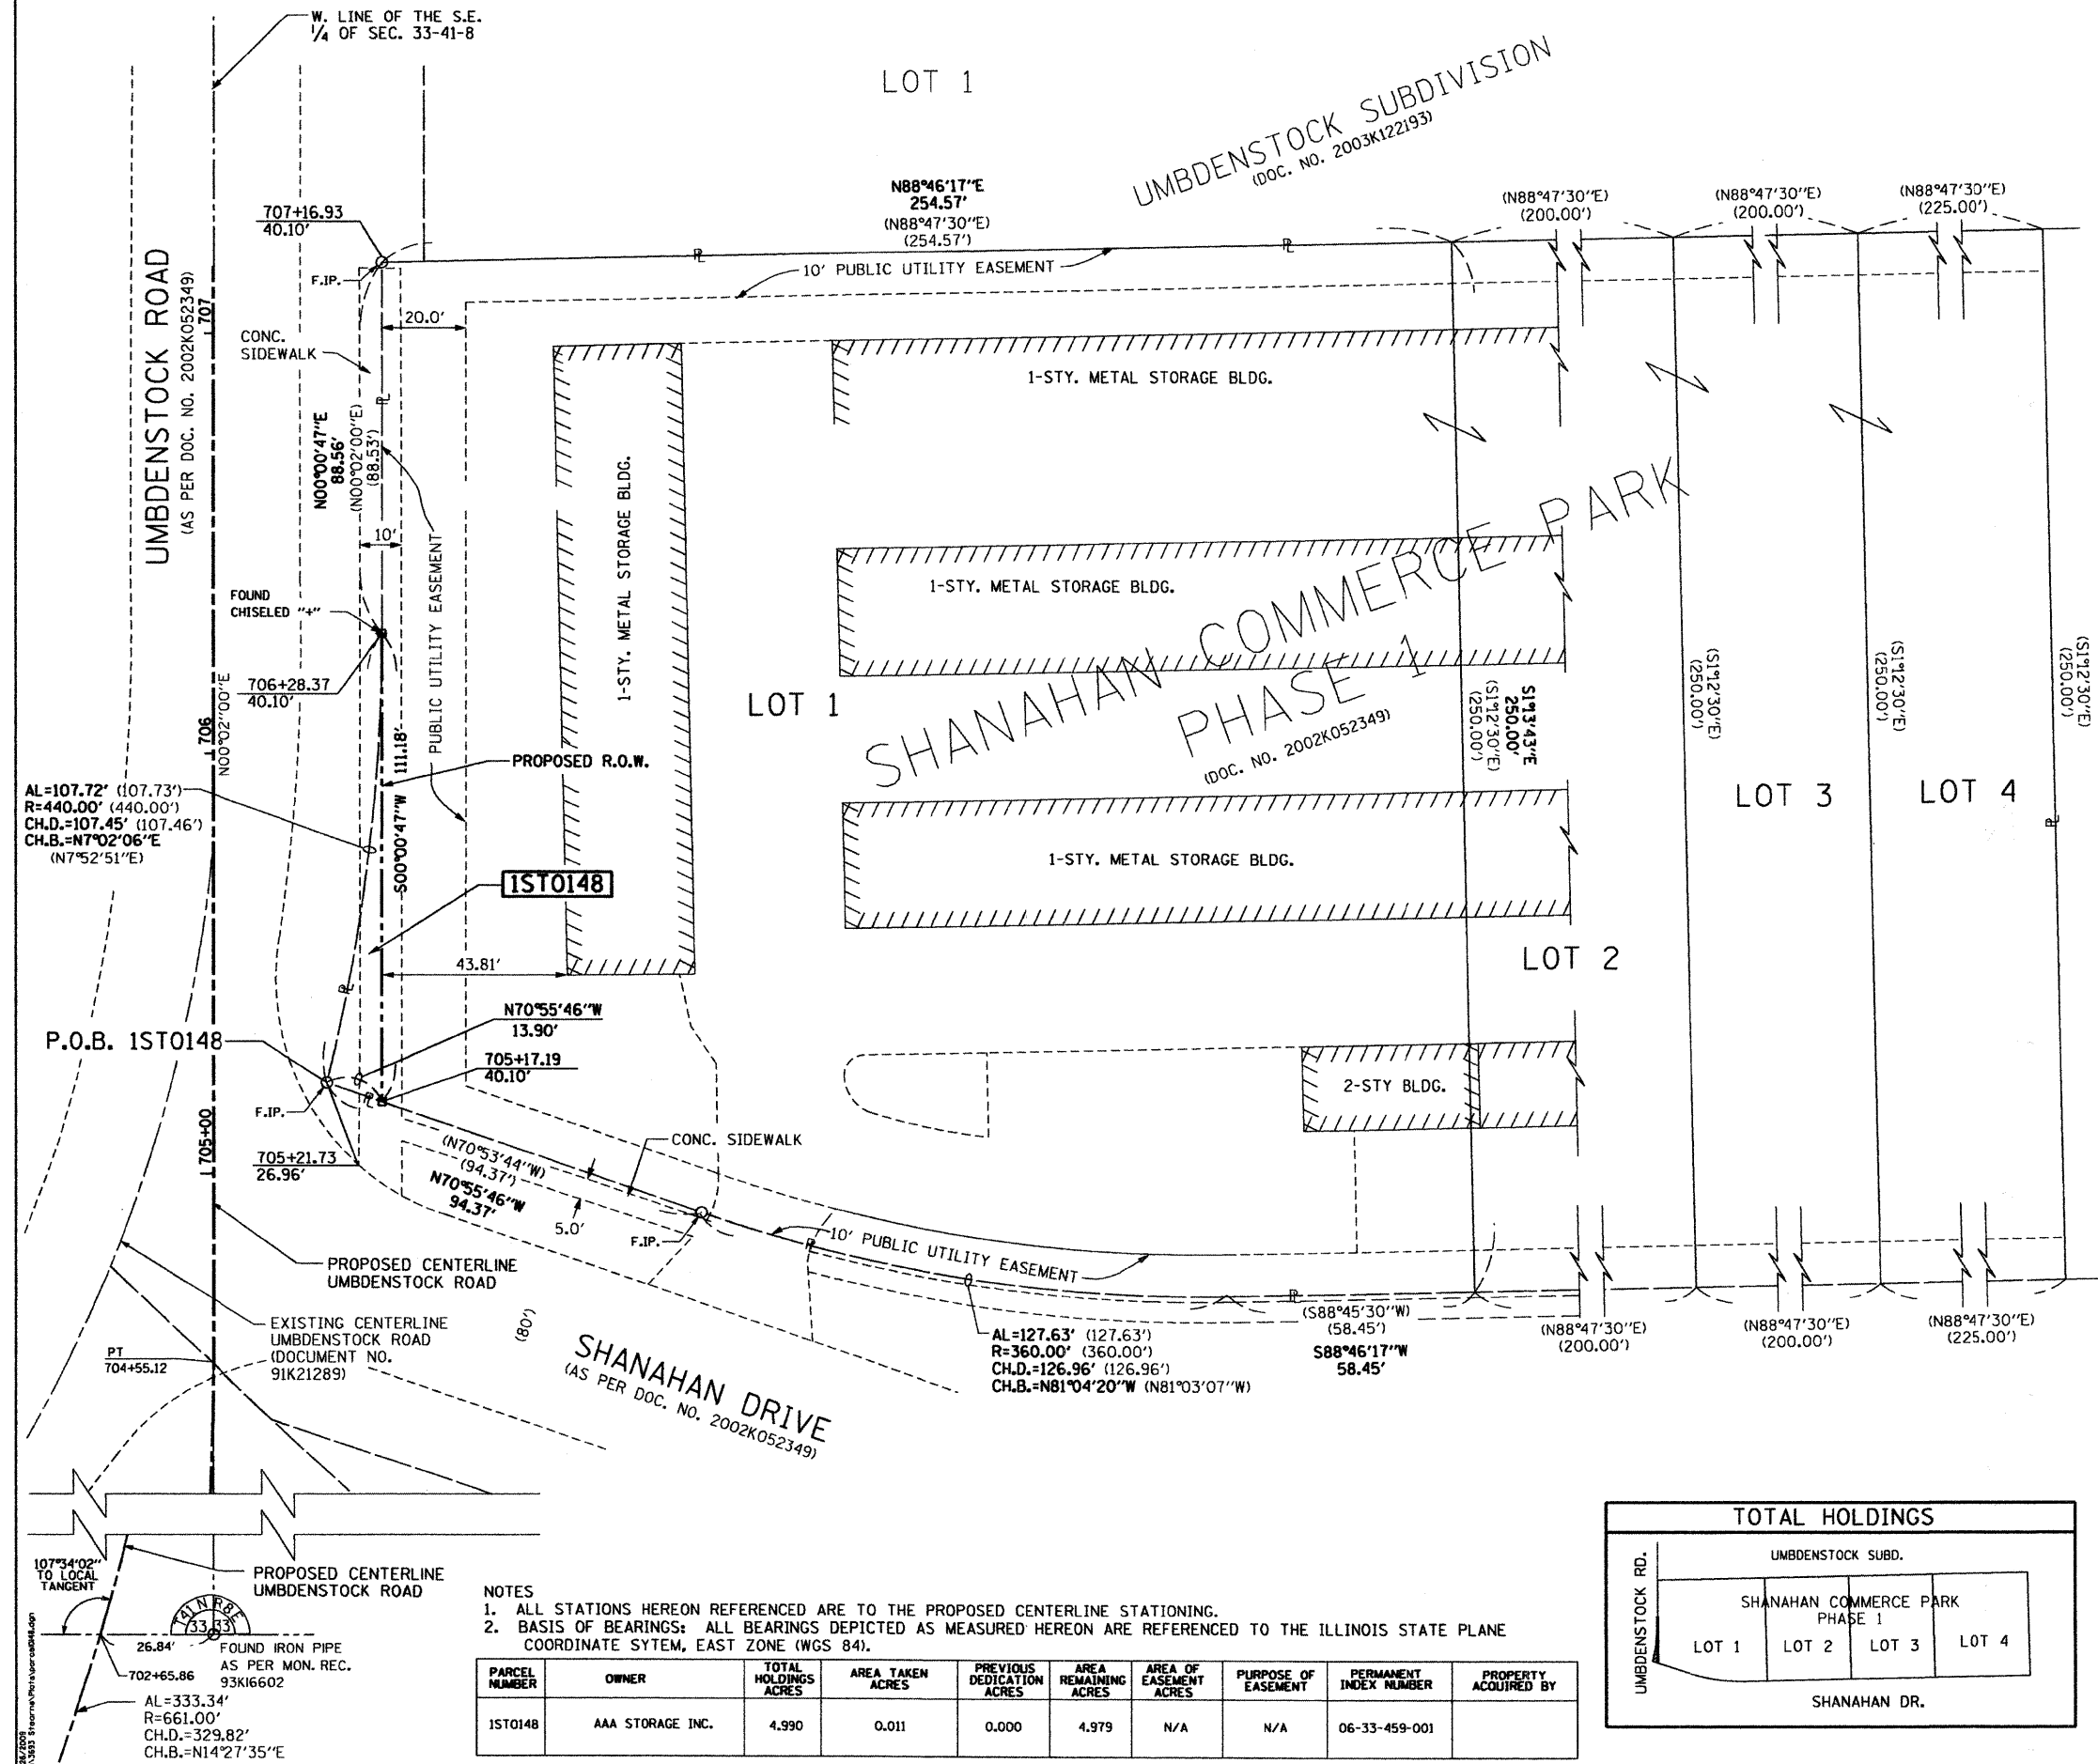 W. LINE OF THE S.E.
1/4 OF SEC. 33-41-8
LOT 1
UMBDENSTOCK SUBDIVISION
(DOC. NO. 2003K122193)
N88°46'17"E
254.57'
(N88°47'30"E)
(254.57')
(N88°47'30"E)
(200.00')
(N88°47'30"E)
(200.00')
(N88°47'30"E)
(225.00')
707+16.93
40.10'
F.IP.
10' PUBLIC UTILITY EASEMENT
20.0'
CONC.
SIDEWALK
UMBDENSTOCK ROAD
(AS PER DOC. NO. 2002K052349)
707
N00°00'47"E
88.56'
(N00°02'00"E)
(88.53')
10'
PUBLIC UTILITY EASEMENT
1-STY. METAL STORAGE BLDG.
1-STY. METAL STORAGE BLDG.
1-STY. METAL STORAGE BLDG.
1-STY. METAL STORAGE BLDG.
FOUND
CHISELED "+"
706+28.37
40.10'
706
N00°02'00"E
LOT 1
SHANAHAN COMMERCE PARK
PHASE 1
(DOC. NO. 2002K052349)
S1°13'43"E
250.00'
(S1°12'30"E)
(250.00')
(S1°12'30"E)
(250.00')
(S1°12'30"E)
(250.00')
(S1°12'30"E)
(250.00')
LOT 3
LOT 4
LOT 2
PROPOSED R.O.W.
S00°00'47"W 111.18'
AL=107.72' (107.73')
R=440.00' (440.00')
CH.D.=107.45' (107.46')
CH.B.=N7°02'06"E
(N7°52'51"E)
1ST0148
43.81'
N70°55'46"W
13.90'
P.O.B. 1ST0148
705+17.19
40.10'
F.IP.
705+00
705+21.73
26.96'
2-STY BLDG.
CONC. SIDEWALK
(N70°53'44"W)
(94.37')
N70°55'46"W
94.37'
5.0'
F.IP.
10' PUBLIC UTILITY EASEMENT
PROPOSED CENTERLINE
UMBDENSTOCK ROAD
EXISTING CENTERLINE
UMBDENSTOCK ROAD
(DOCUMENT NO.
91K21289)
PT
704+55.12
(80')
SHANAHAN DRIVE
(AS PER DOC. NO. 2002K052349)
AL=127.63' (127.63')
R=360.00' (360.00')
CH.D.=126.96' (126.96')
CH.B.=N81°04'20"W (N81°03'07"W)
(S88°45'30"W)
(58.45')
S88°46'17"W
58.45'
(N88°47'30"E)
(200.00')
(N88°47'30"E)
(200.00')
(N88°47'30"E)
(225.00')
107°34'02"
TO LOCAL
TANGENT
PROPOSED CENTERLINE
UMBDENSTOCK ROAD
T41N R8E
33 33
26.84'
FOUND IRON PIPE
AS PER MON. REC.
93K16602
702+65.86
AL=333.34'
R=661.00'
CH.D.=329.82'
CH.B.=N14°27'35"E
NOTES
1. ALL STATIONS HEREON REFERENCED ARE TO THE PROPOSED CENTERLINE STATIONING.
2. BASIS OF BEARINGS: ALL BEARINGS DEPICTED AS MEASURED HEREON ARE REFERENCED TO THE ILLINOIS STATE PLANE
COORDINATE SYTEM, EAST ZONE (WGS 84).
PARCEL NUMBER OWNER TOTAL HOLDINGS ACRES AREA TAKEN ACRES PREVIOUS DEDICATION ACRES AREA REMAINING ACRES AREA OF EASEMENT ACRES PURPOSE OF EASEMENT PERMANENT INDEX NUMBER PROPERTY ACQUIRED BY
1ST0148 AAA STORAGE INC. 4.990 0.011 0.000 4.979 N/A N/A 06-33-459-001
TOTAL HOLDINGS
UMBDENSTOCK RD.
UMBDENSTOCK SUBD.
SHANAHAN COMMERCE PARK
PHASE 1
LOT 1 LOT 2 LOT 3 LOT 4
SHANAHAN DR.